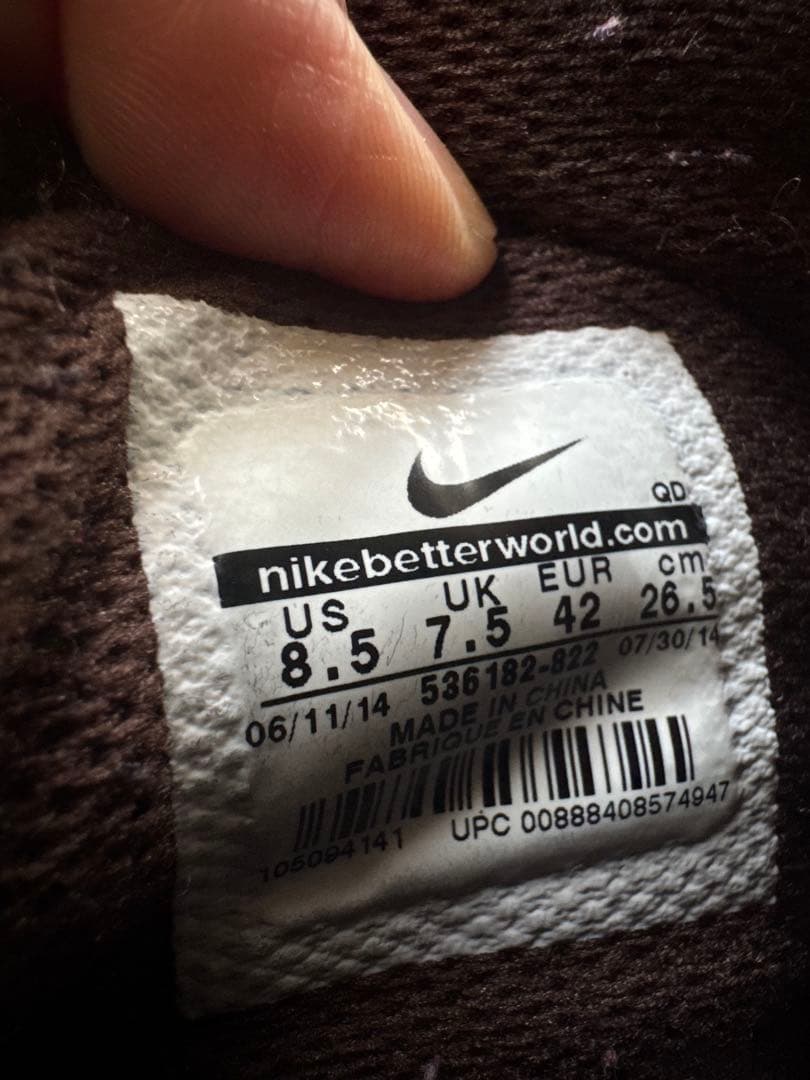 QD
nikebetterworld.com
US UK EUR cm
8.5 7.5 42 26.5
06/11/14 536182-822 07/30/14
MADE IN CHINA
FABRIQUE EN CHINE
105094141 UPC 00888408574947